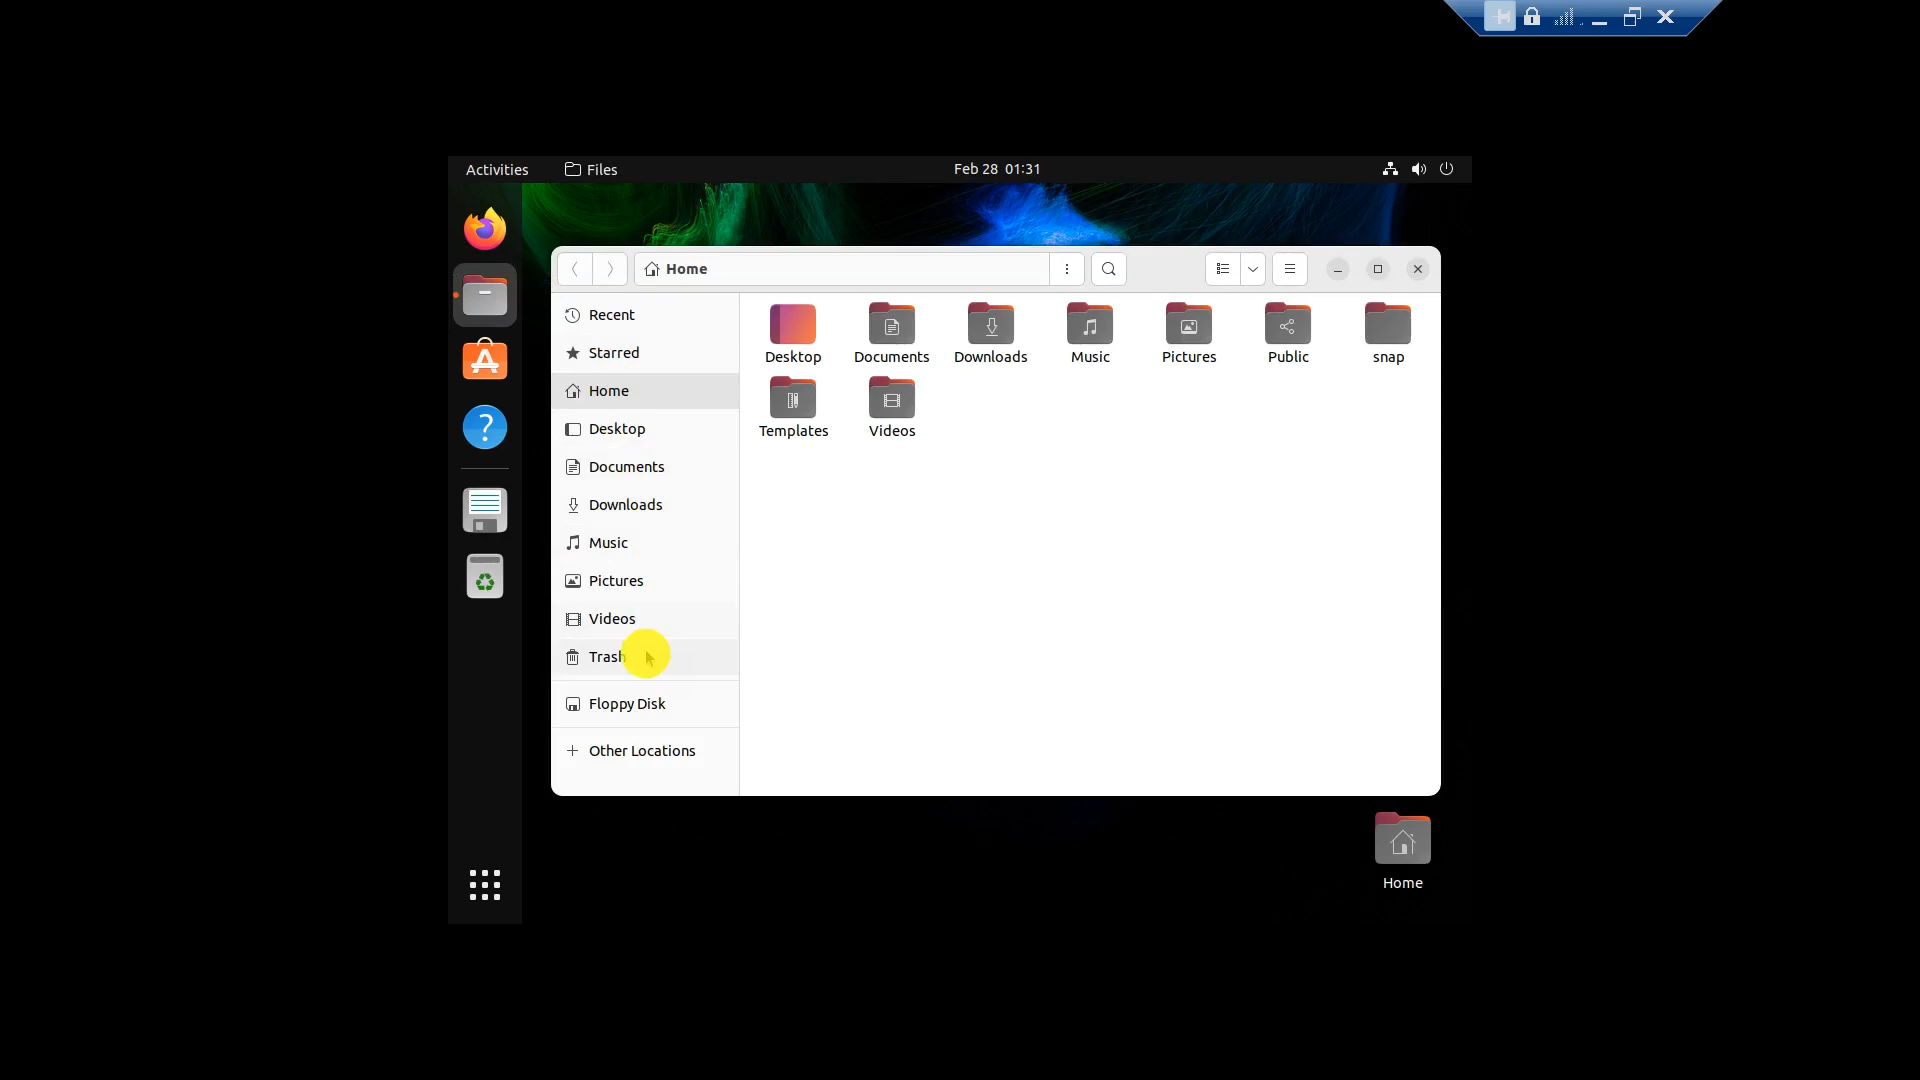 Activities
Files
Feb 28 01:31
Home
Recent
Starred
Home
Desktop
Documents
Downloads
Music
Pictures
Videos
Trash
Floppy Disk
Other Locations
Desktop
Documents
Downloads
Music
Pictures
Public
snap
Templates
Videos
Home